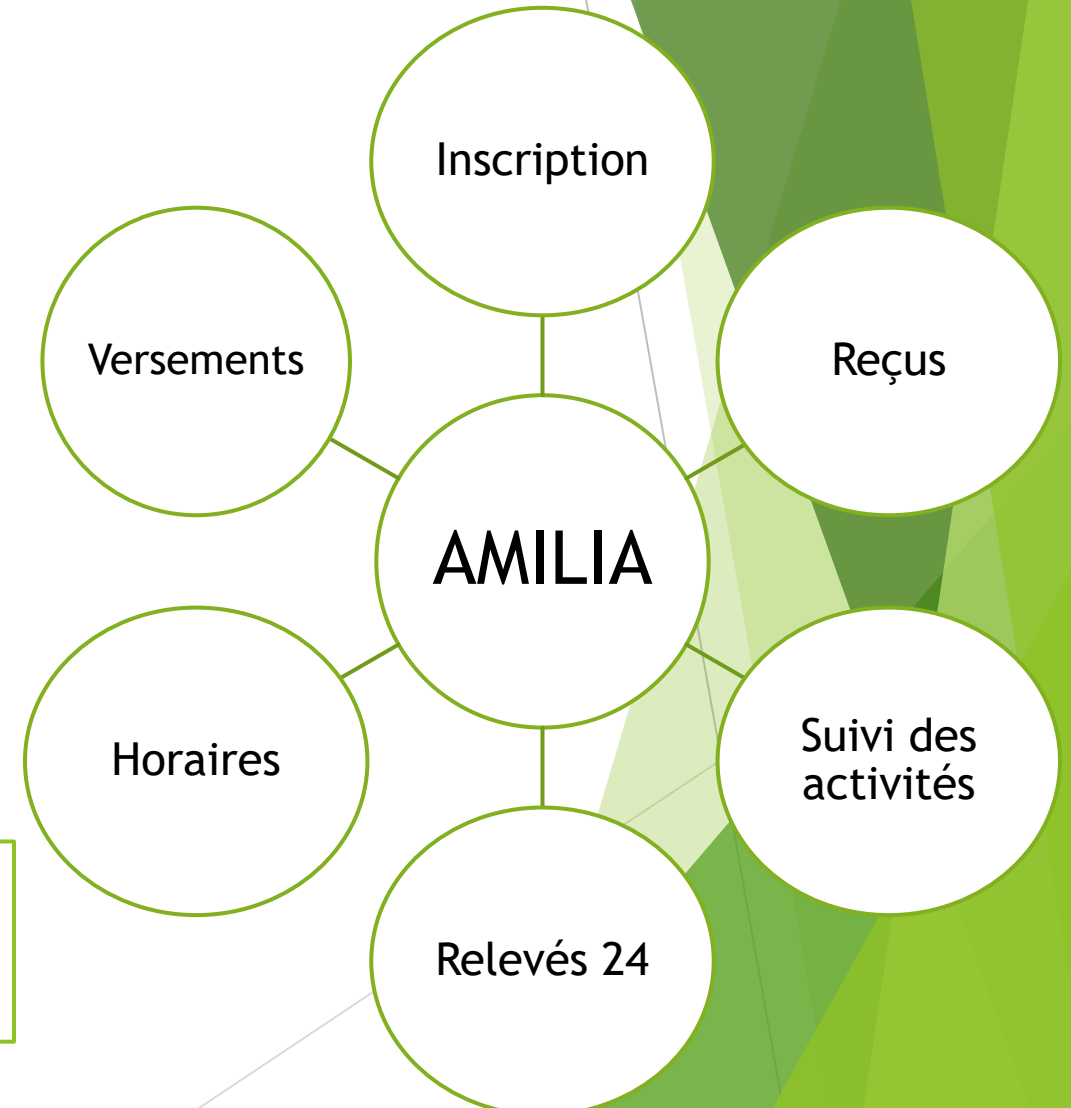 Inscription
Versements
Reçus
AMILIA
Horaires
Suivi des
activités
Relevés 24